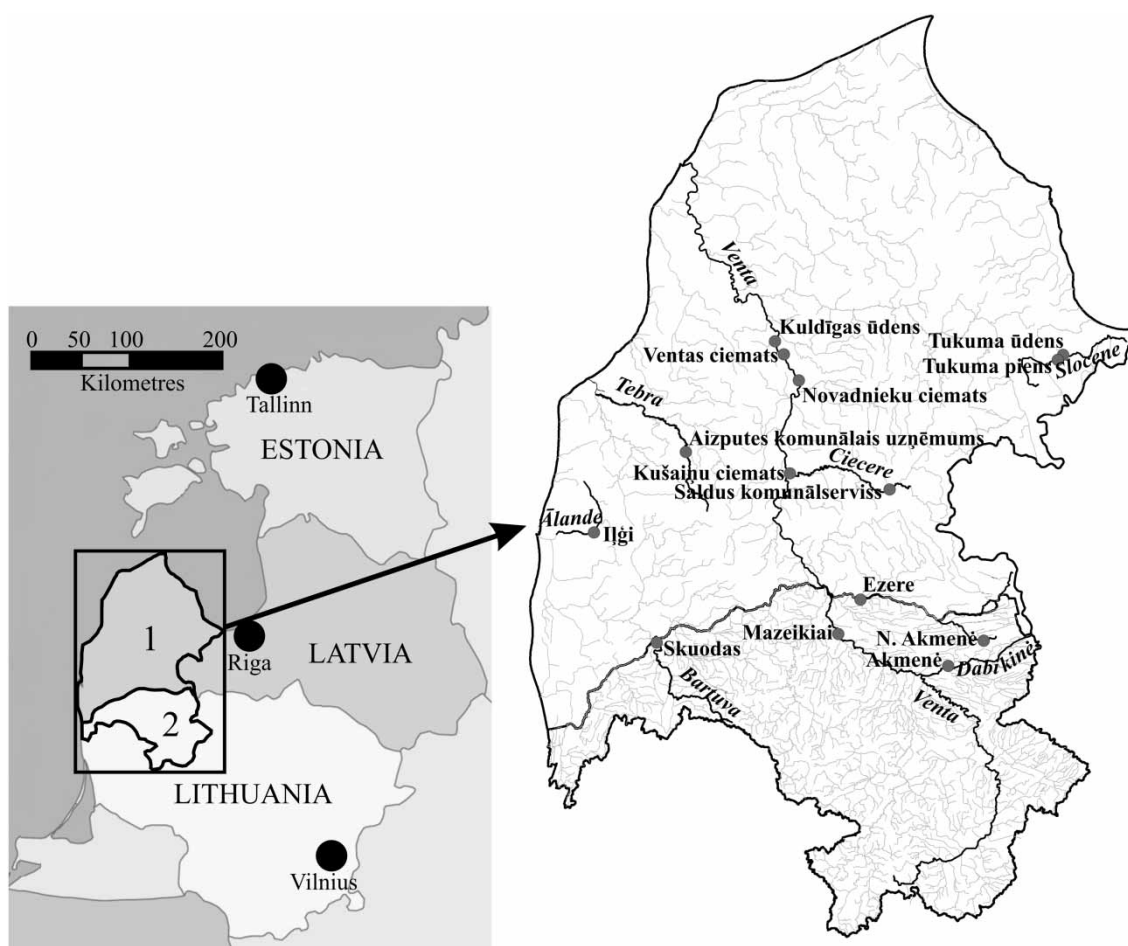 0 50 100 200
Kilometres
Tallinn
ESTONIA
1
Riga
LATVIA
2
LITHUANIA
Vilnius
Venta
Kuldīgas ūdens
Ventas ciemats
Tukuma ūdens
Tukuma piens
Slocene
Novadnieku ciemats
Tebra
Aizputes komunālais uzņēmums
Kušaiņu ciemats
Ciecere
Saldus komunālserviss
Ālande
Iļģi
Ezere
Mazeikiai
N. Akmenė
Skuodas
Akmenė
Dabikinė
Bartuva
Venta